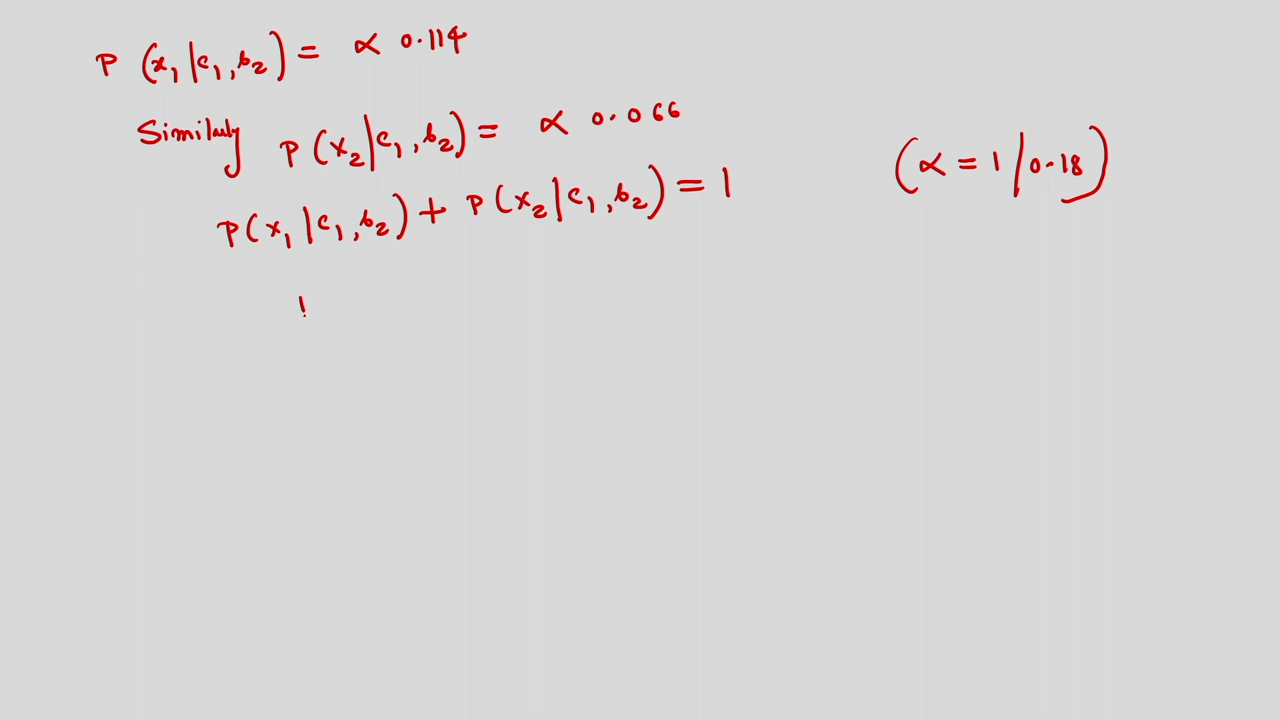 P (x₁|c₁,b₂) = α 0.114
Similarly P(x₂|c₁,b₂) = α 0.066
(α = 1/0.18)
P(x₁|c₁,b₂) + P(x₂|c₁,b₂) = 1